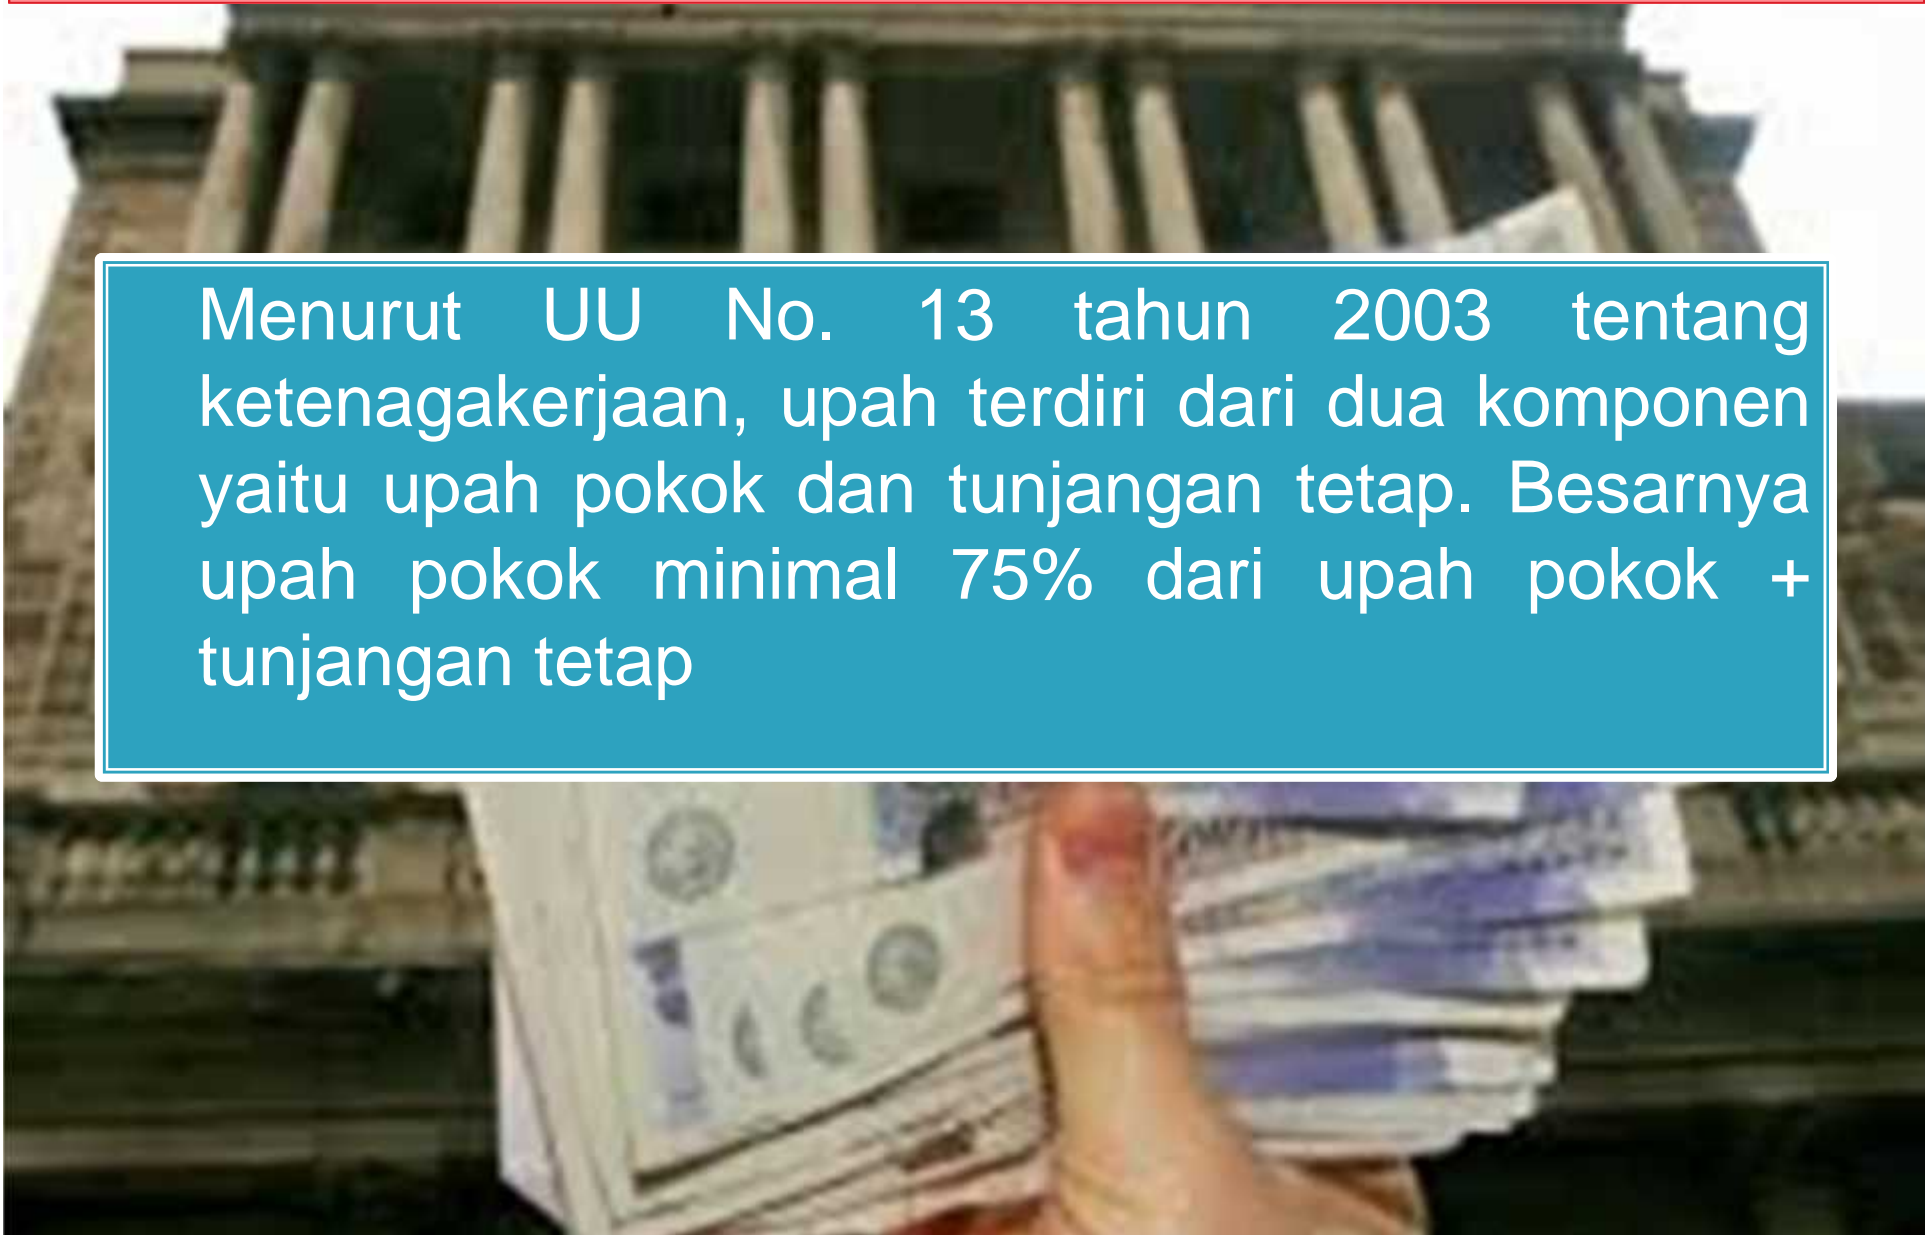 Menurut UU No. 13 tahun 2003 tentang
ketenagakerjaan, upah terdiri dari dua komponen
yaitu upah pokok dan tunjangan tetap. Besarnya
upah pokok minimal 75% dari upah pokok +
tunjangan tetap